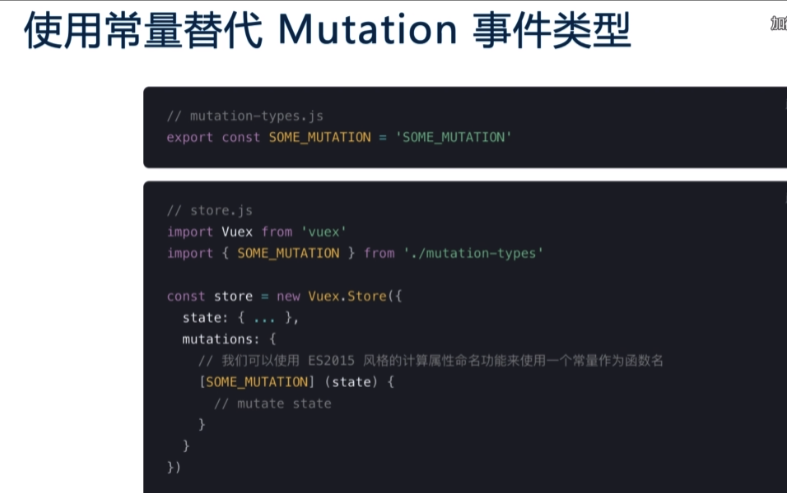 使用常量替代 Mutation 事件类型
// mutation-types.js
export const SOME_MUTATION = 'SOME_MUTATION'
// store.js
import Vuex from 'vuex'
import { SOME_MUTATION } from './mutation-types'
const store = new Vuex.Store({
  state: { ... },
  mutations: {
    // 我们可以使用 ES2015 风格的计算属性命名功能来使用一个常量作为函数名
    [SOME_MUTATION] (state) {
      // mutate state
    }
  }
})